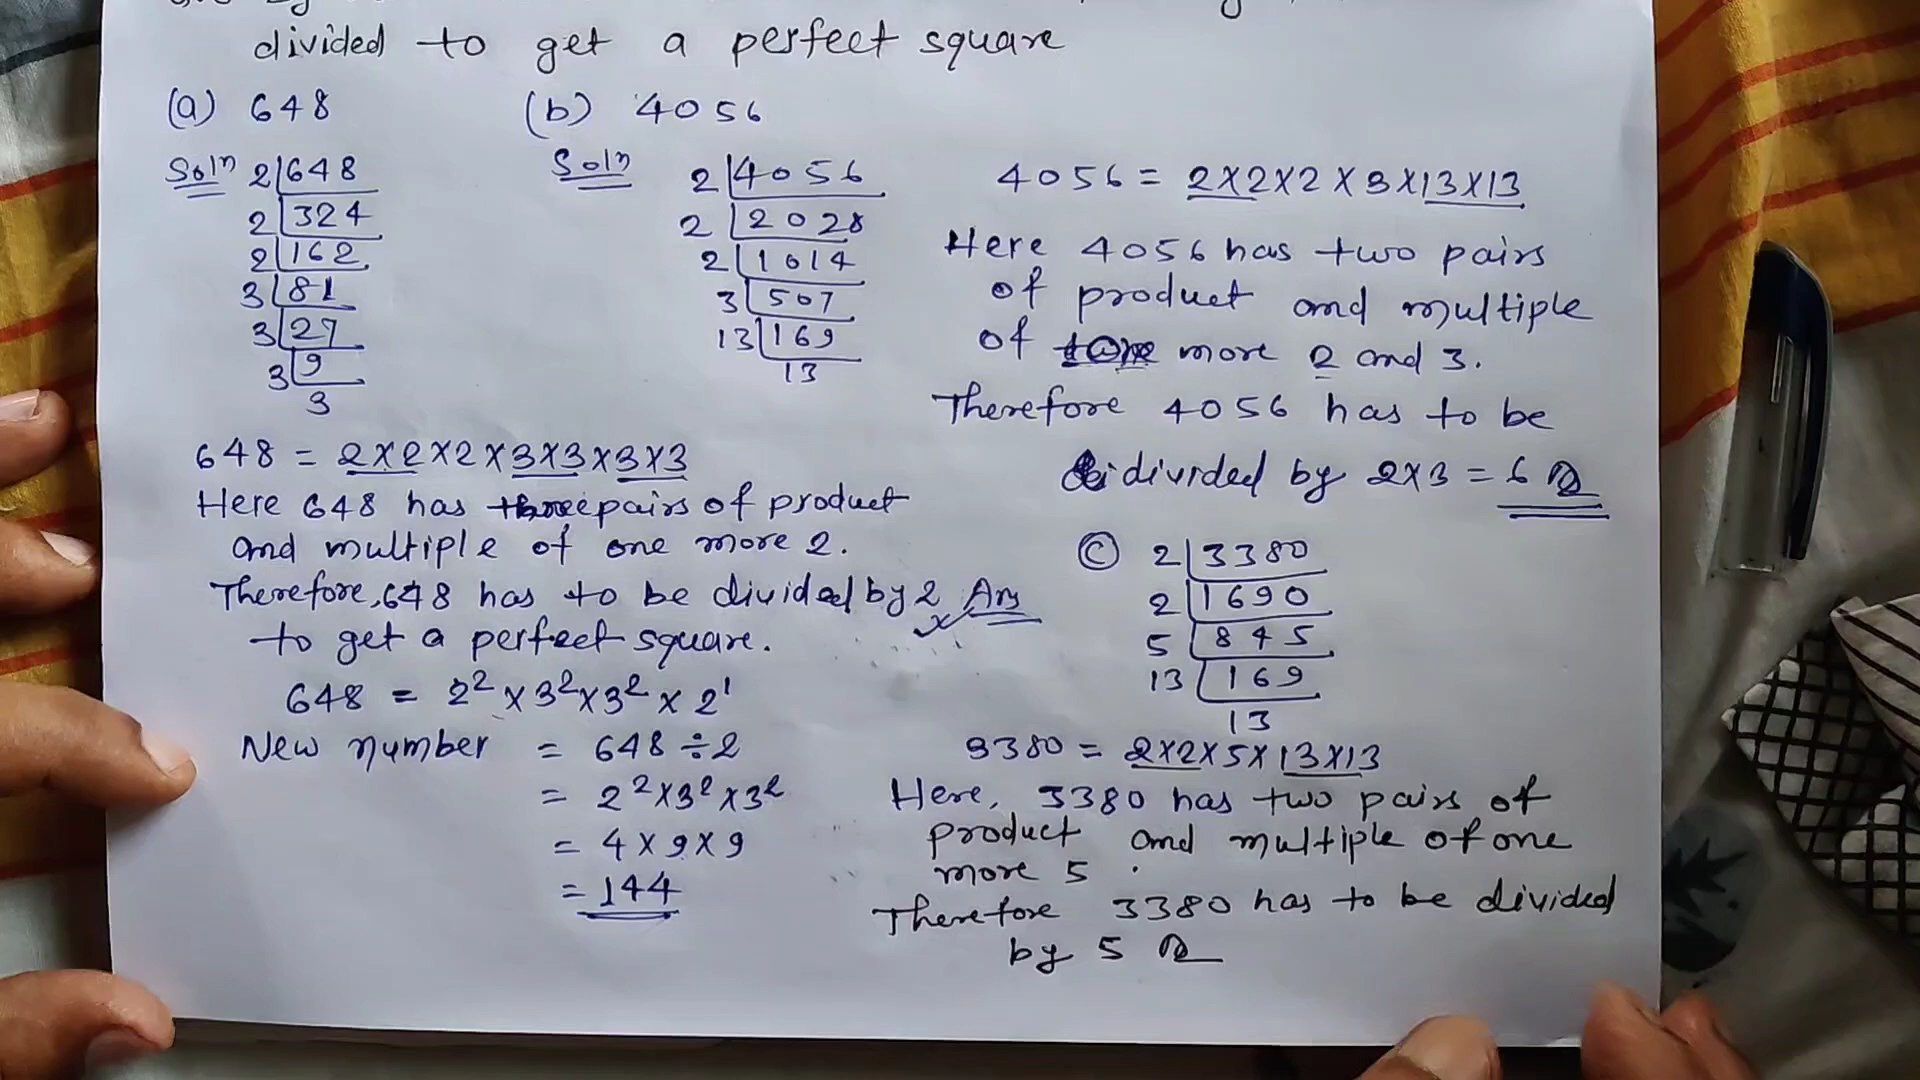 divided to get a perfect square
(a) 648 (b) 4056
Soln 2|648
2|324
2|162
3|81
3|27
3|9
3
648 = 2×2×2×3×3×3×3
Here 648 has three pairs of product
and multiple of one more 2.
Therefore, 648 has to be divided by 2 Ans
to get a perfect square.
648 = 2² × 3² × 3² × 2¹
New number = 648 ÷ 2
= 2² × 3² × 3²
= 4 × 9 × 9
= 144
Soln 2|4056
2|2028
2|1014
3|507
13|169
13
4056 = 2×2×2×3×13×13
Here 4056 has two pairs
of product and multiple
of more 2 and 3.
Therefore 4056 has to be
divided by 2×3 = 6
(C) 2|3380
2|1690
5|845
13|169
13
3380 = 2×2×5×13×13
Here, 3380 has two pairs of
product and multiple of one
more 5
Therefore 3380 has to be divided
by 5